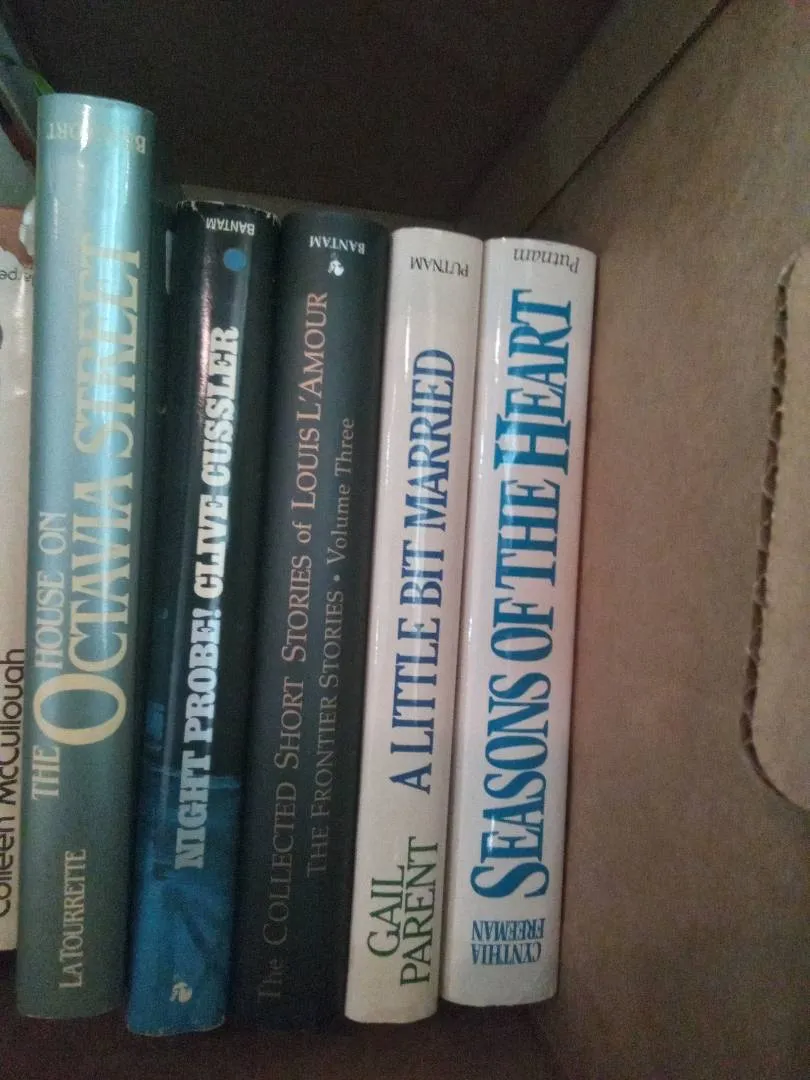 Colleen McCullough
THE HOUSE ON
OCTAVIA STREET
LA TOURRETTE
BANTAM
NIGHT PROBE! CLIVE CUSSLER
BANTAM
The COLLECTED SHORT STORIES of LOUIS L'AMOUR
THE FRONTIER STORIES • Volume Three
PUTNAM
A LITTLE BIT MARRIED
GAIL
PARENT
Putnam
SEASONS OF THE HEART
CYNTHIA
FREEMAN